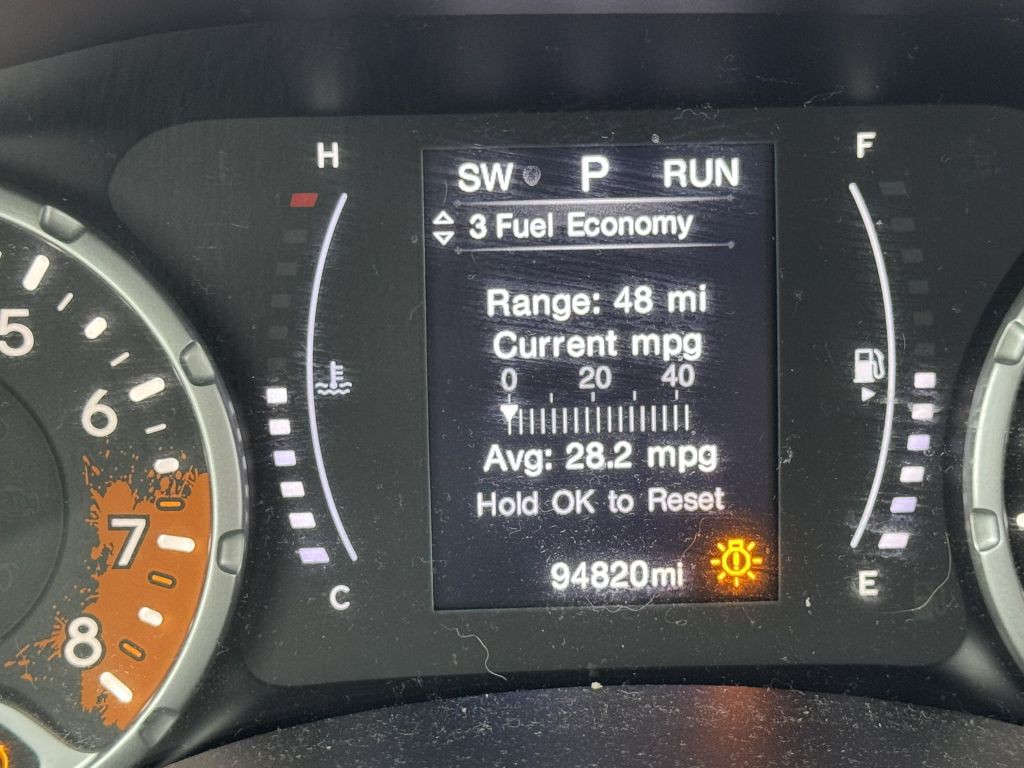 H
F
SW P RUN
3 Fuel Economy
Range: 48 mi
Current mpg
0 20 40
Avg: 28.2 mpg
Hold OK to Reset
94820mi
C
E
5
6
7
8